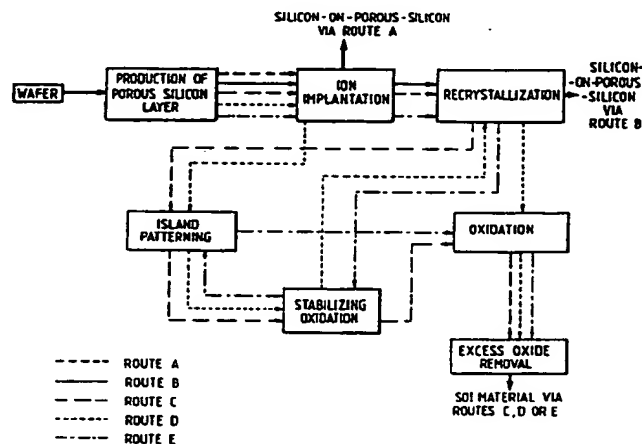 SILICON-ON-POROUS-SILICON
VIA ROUTE A
WAFER
PRODUCTION OF
POROUS SILICON
LAYER
ION
IMPLANTATION
RECRYSTALLIZATION
SILICON-
-ON-POROUS
-SILICON
VIA
ROUTE B
ISLAND
PATTERNING
OXIDATION
STABILIZING
OXIDATION
EXCESS OXIDE
REMOVAL
SOI MATERIAL VIA
ROUTES C, D OR E
ROUTE A
ROUTE B
ROUTE C
ROUTE D
ROUTE E